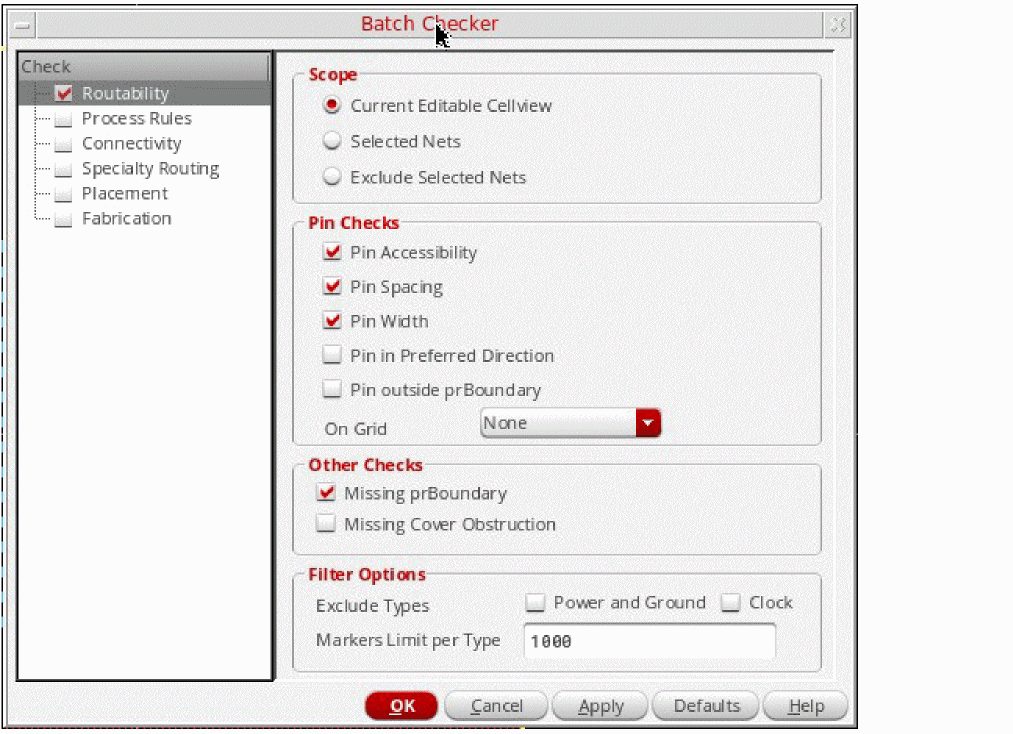 Batch Checker
Check
Routability
Process Rules
Connectivity
Specialty Routing
Placement
Fabrication
Scope
Current Editable Cellview
Selected Nets
Exclude Selected Nets
Pin Checks
Pin Accessibility
Pin Spacing
Pin Width
Pin in Preferred Direction
Pin outside prBoundary
On Grid None
Other Checks
Missing prBoundary
Missing Cover Obstruction
Filter Options
Exclude Types Power and Ground Clock
Markers Limit per Type 1000
OK Cancel Apply Defaults Help